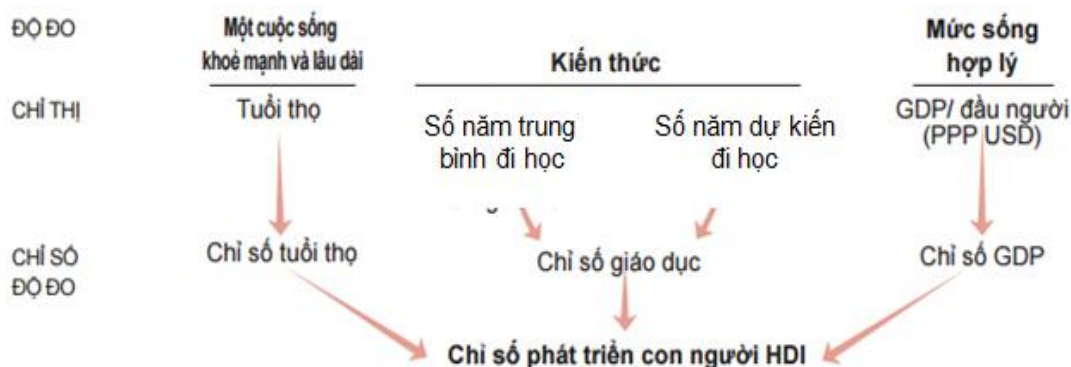 ĐỘ ĐO
Một cuộc sống
khoẻ mạnh và lâu dài
Kiến thức
Mức sống
hợp lý
CHỈ THỊ
Tuổi thọ
Số năm trung
bình đi học
Số năm dự kiến
đi học
GDP/ đầu người
(PPP USD)
CHỈ SỐ
ĐỘ ĐO
Chỉ số tuổi thọ
Chỉ số giáo dục
Chỉ số GDP
Chỉ số phát triển con người HDI